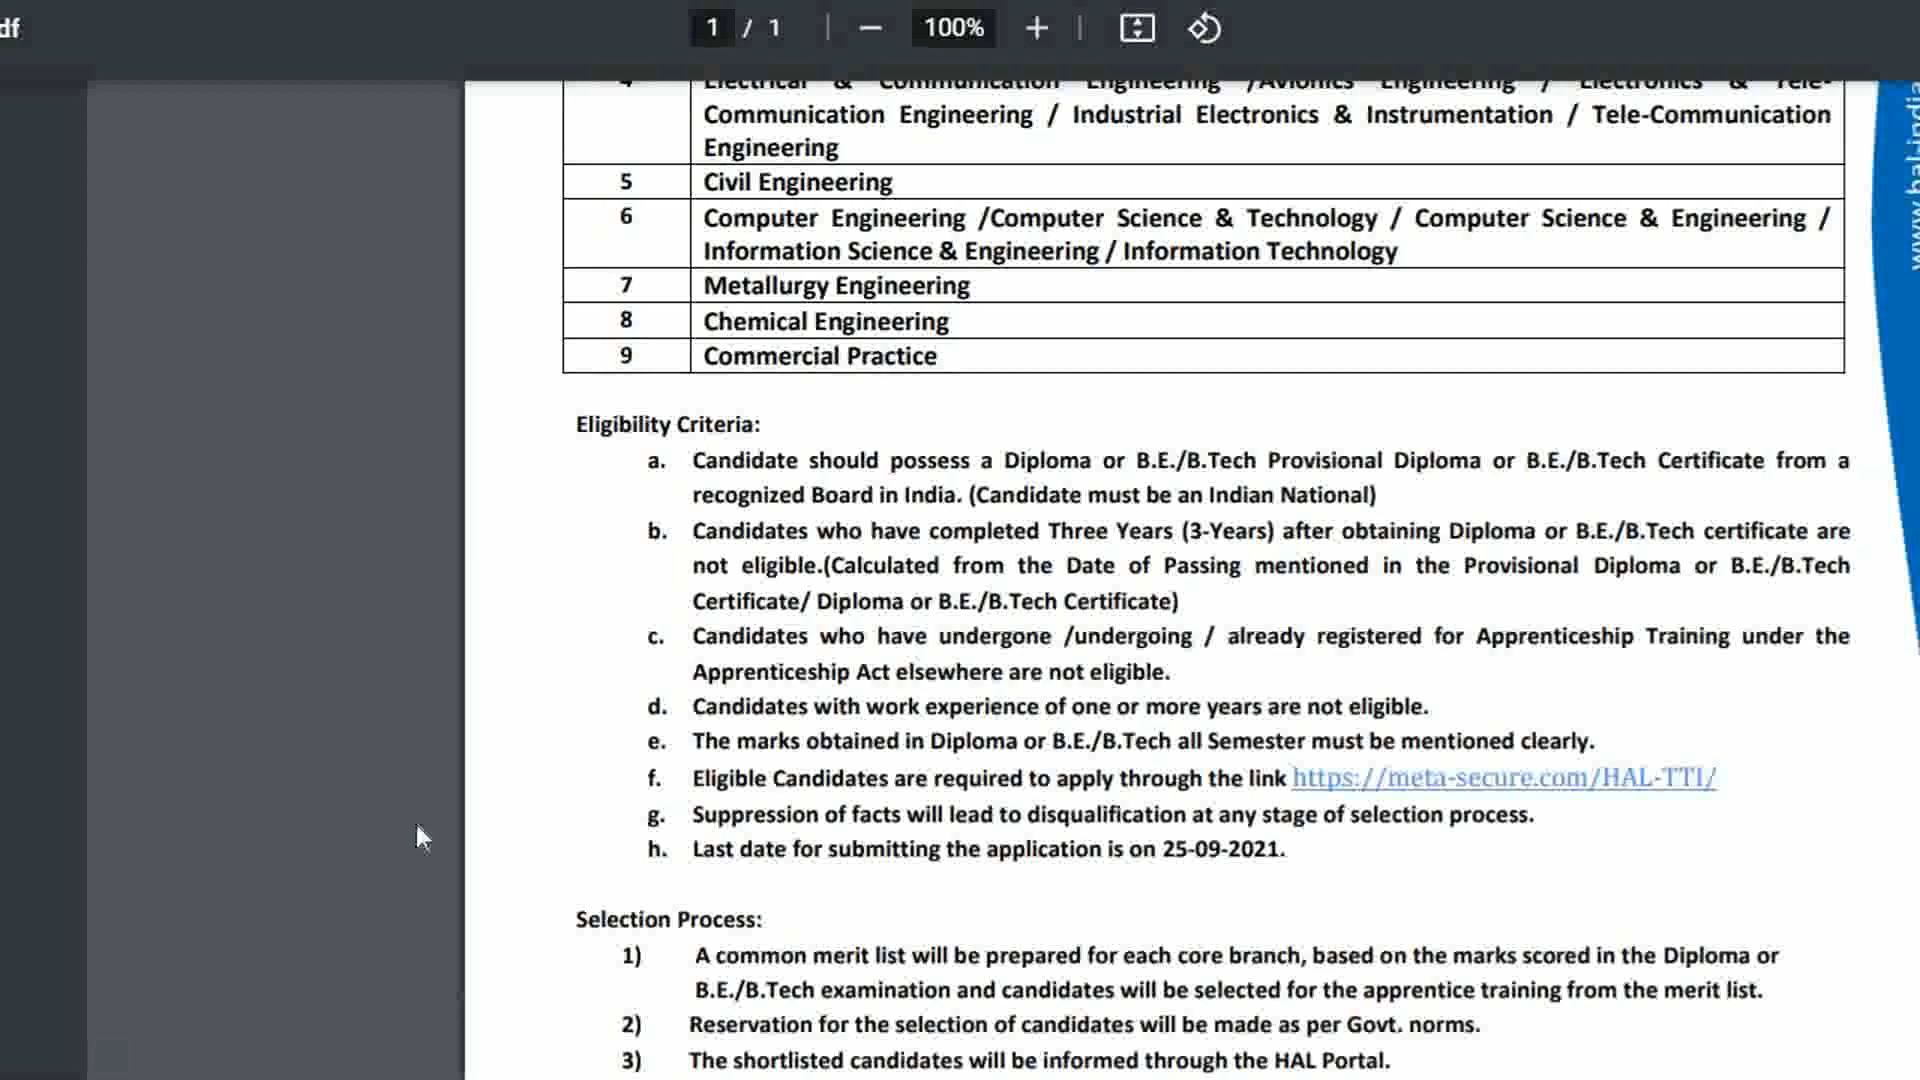 df
1 / 1
100%
4 Electrical & Communication Engineering /Avionics Engineering / Electronics & Tele-
Communication Engineering / Industrial Electronics & Instrumentation / Tele-Communication
Engineering
5 Civil Engineering
6 Computer Engineering /Computer Science & Technology / Computer Science & Engineering /
Information Science & Engineering / Information Technology
7 Metallurgy Engineering
8 Chemical Engineering
9 Commercial Practice
www.hal-india
Eligibility Criteria:
a. Candidate should possess a Diploma or B.E./B.Tech Provisional Diploma or B.E./B.Tech Certificate from a
recognized Board in India. (Candidate must be an Indian National)
b. Candidates who have completed Three Years (3-Years) after obtaining Diploma or B.E./B.Tech certificate are
not eligible.(Calculated from the Date of Passing mentioned in the Provisional Diploma or B.E./B.Tech
Certificate/ Diploma or B.E./B.Tech Certificate)
c. Candidates who have undergone /undergoing / already registered for Apprenticeship Training under the
Apprenticeship Act elsewhere are not eligible.
d. Candidates with work experience of one or more years are not eligible.
e. The marks obtained in Diploma or B.E./B.Tech all Semester must be mentioned clearly.
f. Eligible Candidates are required to apply through the link https://meta-secure.com/HAL-TTI/
g. Suppression of facts will lead to disqualification at any stage of selection process.
h. Last date for submitting the application is on 25-09-2021.
Selection Process:
1) A common merit list will be prepared for each core branch, based on the marks scored in the Diploma or
B.E./B.Tech examination and candidates will be selected for the apprentice training from the merit list.
2) Reservation for the selection of candidates will be made as per Govt. norms.
3) The shortlisted candidates will be informed through the HAL Portal.